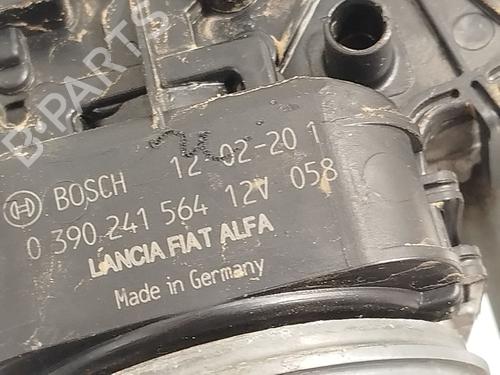 BOSCH 12-02-20 1
0 390 241 564 12V 058
LANCIA FIAT ALFA
Made in Germany
B-PARTS